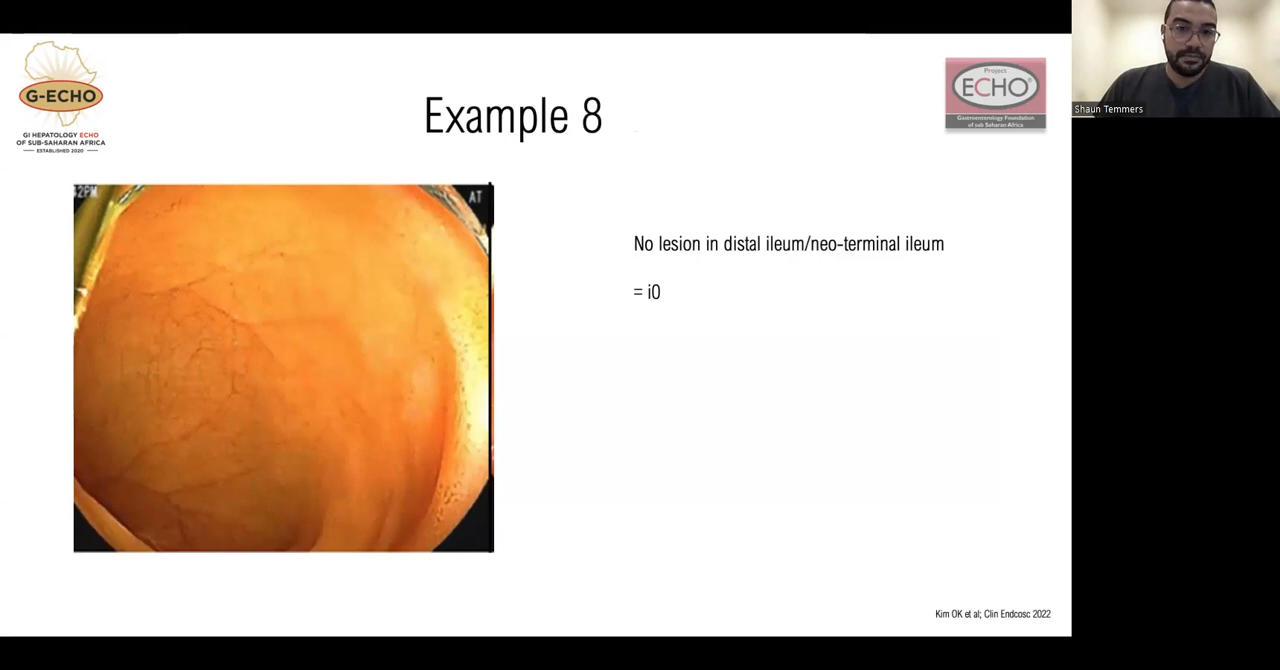 G-ECHO
GI HEPATOLOGY ECHO
OF SUB-SAHARAN AFRICA
ESTABLISHED 2020
Example 8
Project
ECHO®
Gastroenterology Foundation
of sub Saharan Africa
Shaun Temmers
2PM
AT
No lesion in distal ileum/neo-terminal ileum
= i0
Kim OK et al; Clin Endcosc 2022